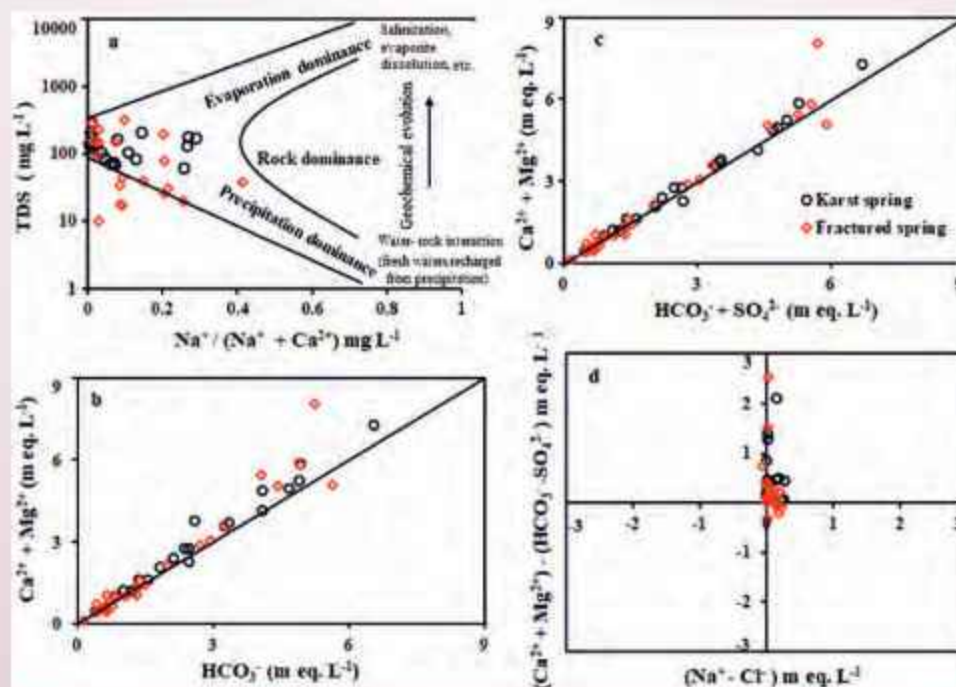 a
10000
1000
100
10
1
TDS (mg L⁻¹)
0 0.2 0.4 0.6 0.8 1
Na⁺/ (Na⁺ + Ca²⁺) mg L⁻¹
Evaporation dominance
Rock dominance
Precipitation dominance
Salinization,
evaporite
dissolution, etc.
Geochemical evolution
Water- rock interaction
(fresh waters recharged
from precipitation)
c
9
6
3
0
Ca²⁺ + Mg²⁺ (m eq. L⁻¹)
0 3 6 9
HCO₃⁻ + SO₄²⁻ (m eq. L⁻¹)
Karst spring
Fractured spring
b
9
6
3
0
Ca²⁺ + Mg²⁺ (m eq. L⁻¹)
0 3 6 9
HCO₃⁻ (m eq. L⁻¹)
d
3
2
1
-1
-2
-3
(Ca²⁺ + Mg²⁺) - (HCO₃⁻ -SO₄²⁻) m eq. L⁻¹
-3 -2 -1 0 1 2 3
(Na⁺ - Cl⁻) m eq. L⁻¹